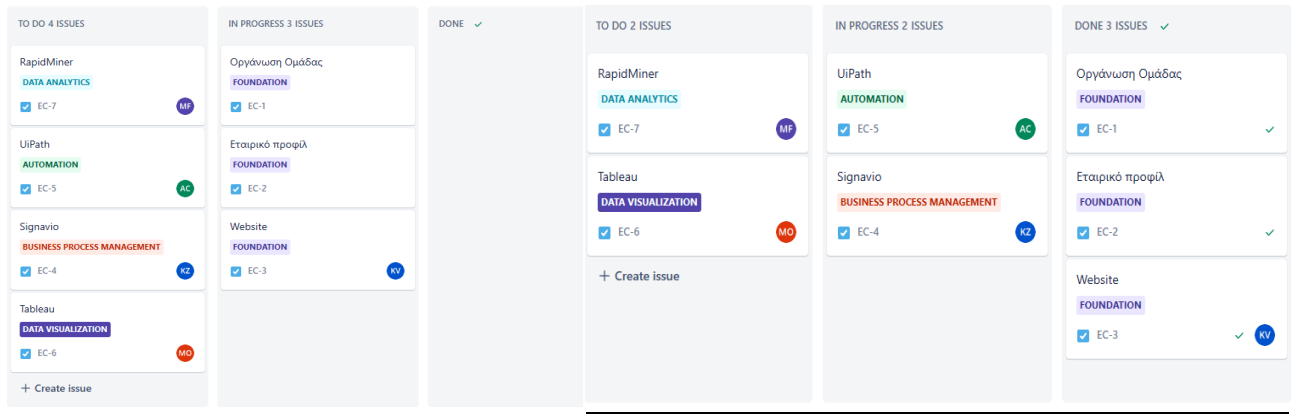 TO DO 4 ISSUES
RapidMiner
DATA ANALYTICS
EC-7
MF
UiPath
AUTOMATION
EC-5
AC
Signavio
BUSINESS PROCESS MANAGEMENT
EC-4
KZ
Tableau
DATA VISUALIZATION
EC-6
MO
+ Create issue
IN PROGRESS 3 ISSUES
Οργάνωση Ομάδας
FOUNDATION
EC-1
Εταιρικό προφίλ
FOUNDATION
EC-2
Website
FOUNDATION
EC-3
KV
DONE
TO DO 2 ISSUES
RapidMiner
DATA ANALYTICS
EC-7
MF
Tableau
DATA VISUALIZATION
EC-6
MO
+ Create issue
IN PROGRESS 2 ISSUES
UiPath
AUTOMATION
EC-5
AC
Signavio
BUSINESS PROCESS MANAGEMENT
EC-4
KZ
DONE 3 ISSUES
Οργάνωση Ομάδας
FOUNDATION
EC-1
Εταιρικό προφίλ
FOUNDATION
EC-2
Website
FOUNDATION
EC-3
KV